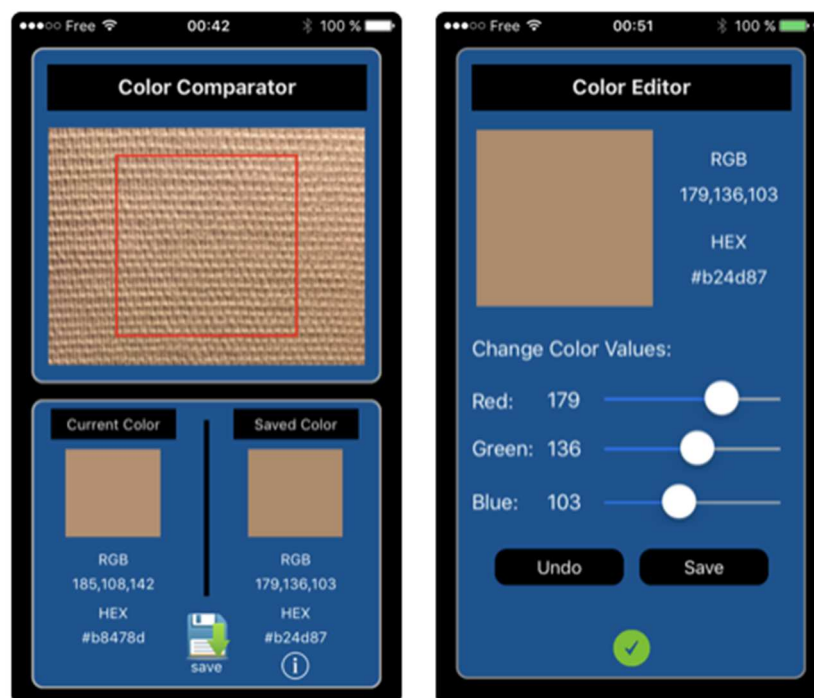 Free 00:42 100 %
Color Comparator
Current Color Saved Color
RGB RGB
185,108,142 179,136,103
HEX HEX
#b8478d #b24d87
save
i
Free 00:51 100 %
Color Editor
RGB
179,136,103
HEX
#b24d87
Change Color Values:
Red: 179
Green: 136
Blue: 103
Undo Save